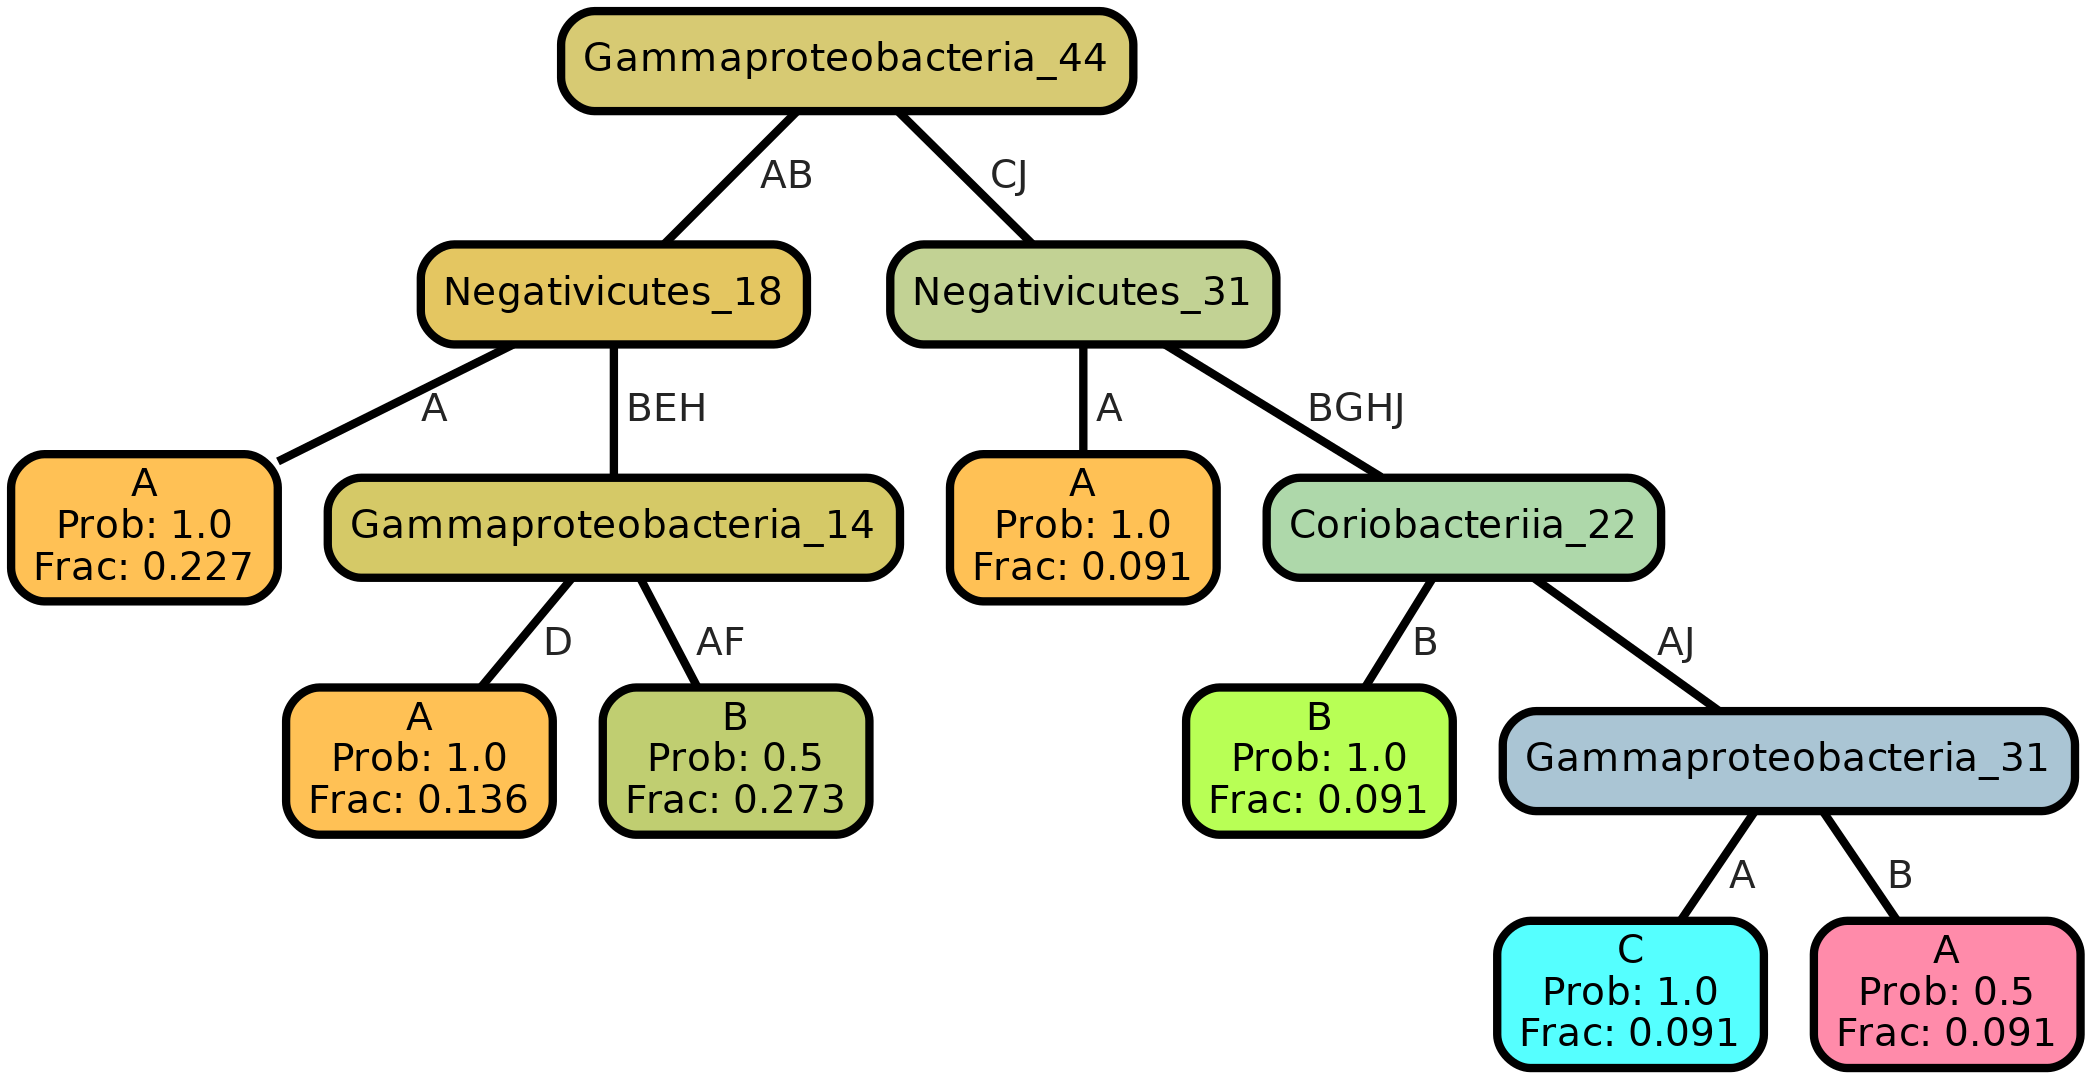 Gammaproteobacteria_44
AB
CJ
Negativicutes_18
Negativicutes_31
A
BEH
A
BGHJ
A
Prob: 1.0
Frac: 0.227
Gammaproteobacteria_14
A
Prob: 1.0
Frac: 0.091
Coriobacteriia_22
D
AF
B
AJ
A
Prob: 1.0
Frac: 0.136
B
Prob: 0.5
Frac: 0.273
B
Prob: 1.0
Frac: 0.091
Gammaproteobacteria_31
A
B
C
Prob: 1.0
Frac: 0.091
A
Prob: 0.5
Frac: 0.091